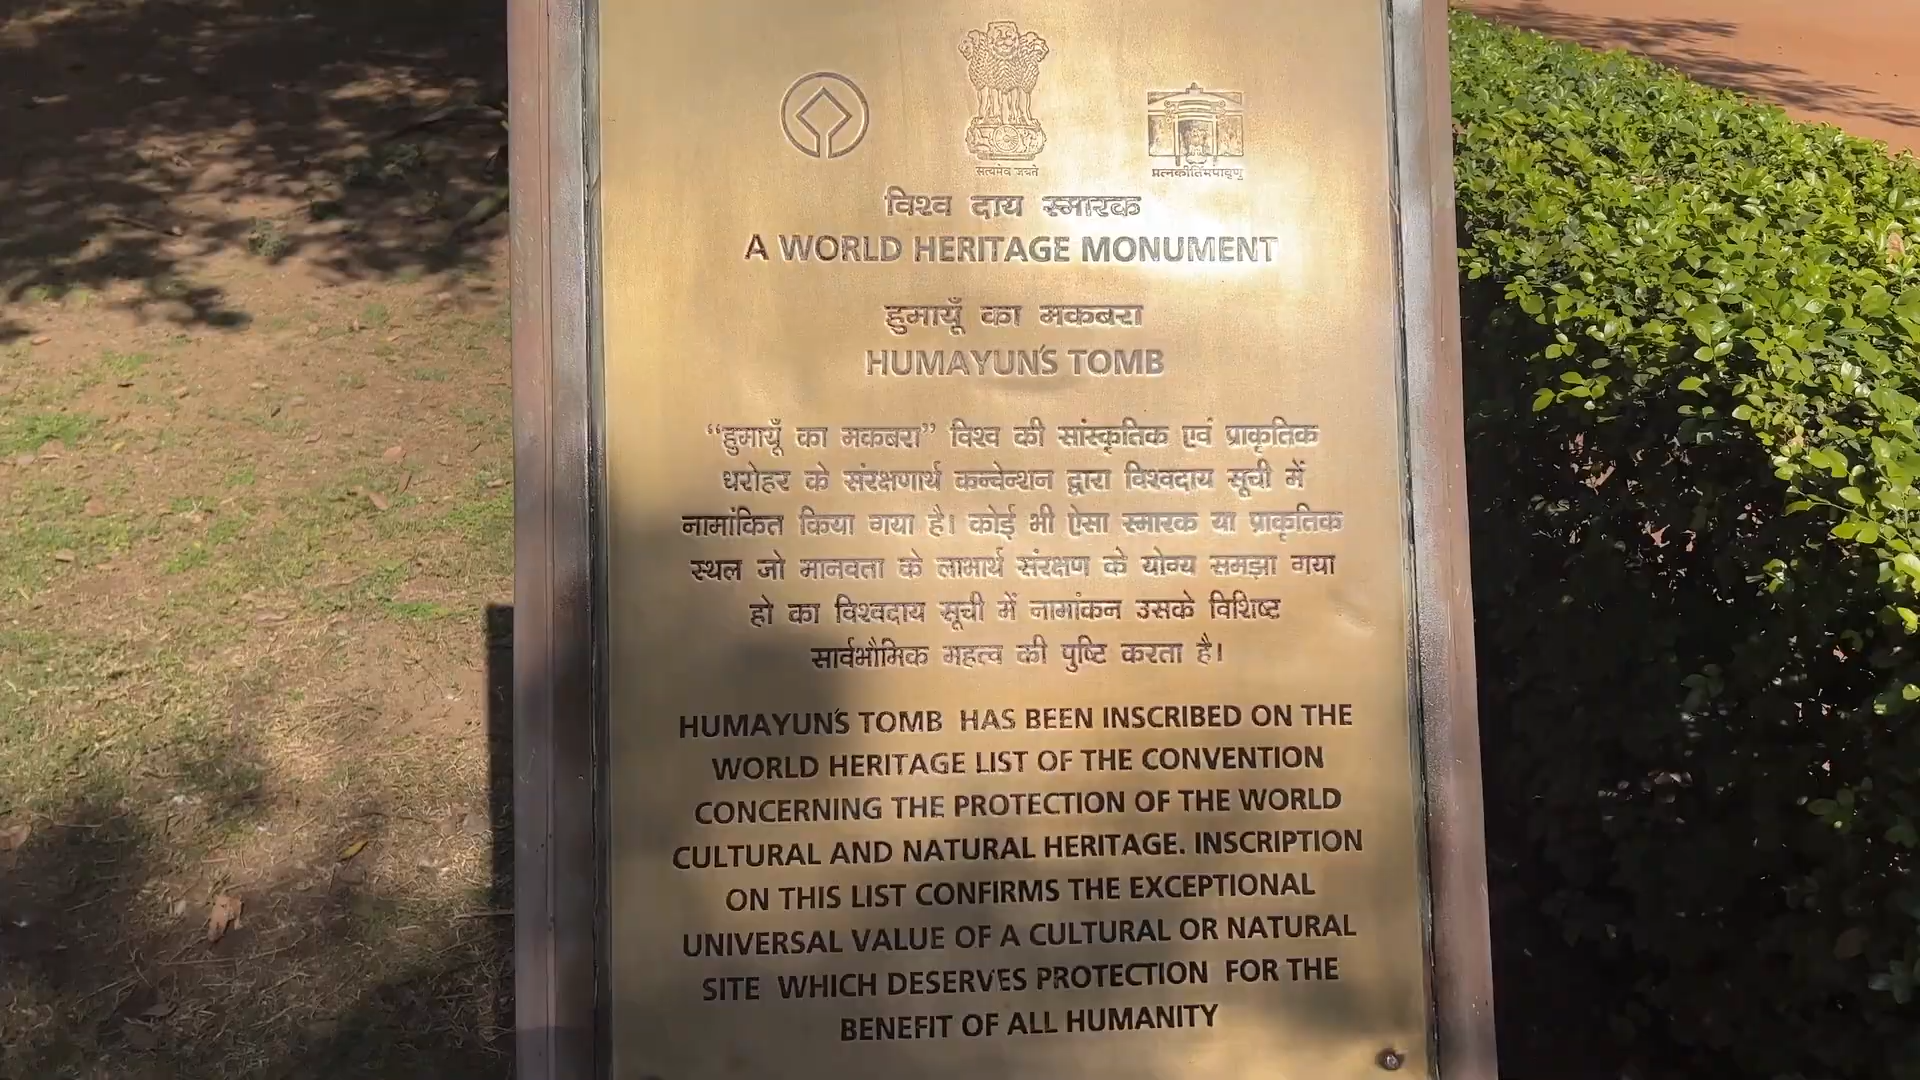 सत्यमेव जयते
प्रत्नकीर्तिमपावृणु
विश्व दाय स्मारक
A WORLD HERITAGE MONUMENT
हुमायूँ का मकबरा
HUMAYUN'S TOMB
“हुमायूँ का मकबरा” विश्व की सांस्कृतिक एवं प्राकृतिक
धरोहर के संरक्षणार्थ कन्वेन्शन द्वारा विश्वदाय सूची में
नामांकित किया गया है। कोई भी ऐसा स्मारक या प्राकृतिक
स्थल जो मानवता के लाभार्थ संरक्षण के योग्य समझा गया
हो का विश्वदाय सूची में नामांकन उसके विशिष्ट
सार्वभौमिक महत्व की पुष्टि करता है।
HUMAYUN'S TOMB HAS BEEN INSCRIBED ON THE
WORLD HERITAGE LIST OF THE CONVENTION
CONCERNING THE PROTECTION OF THE WORLD
CULTURAL AND NATURAL HERITAGE. INSCRIPTION
ON THIS LIST CONFIRMS THE EXCEPTIONAL
UNIVERSAL VALUE OF A CULTURAL OR NATURAL
SITE WHICH DESERVES PROTECTION FOR THE
BENEFIT OF ALL HUMANITY